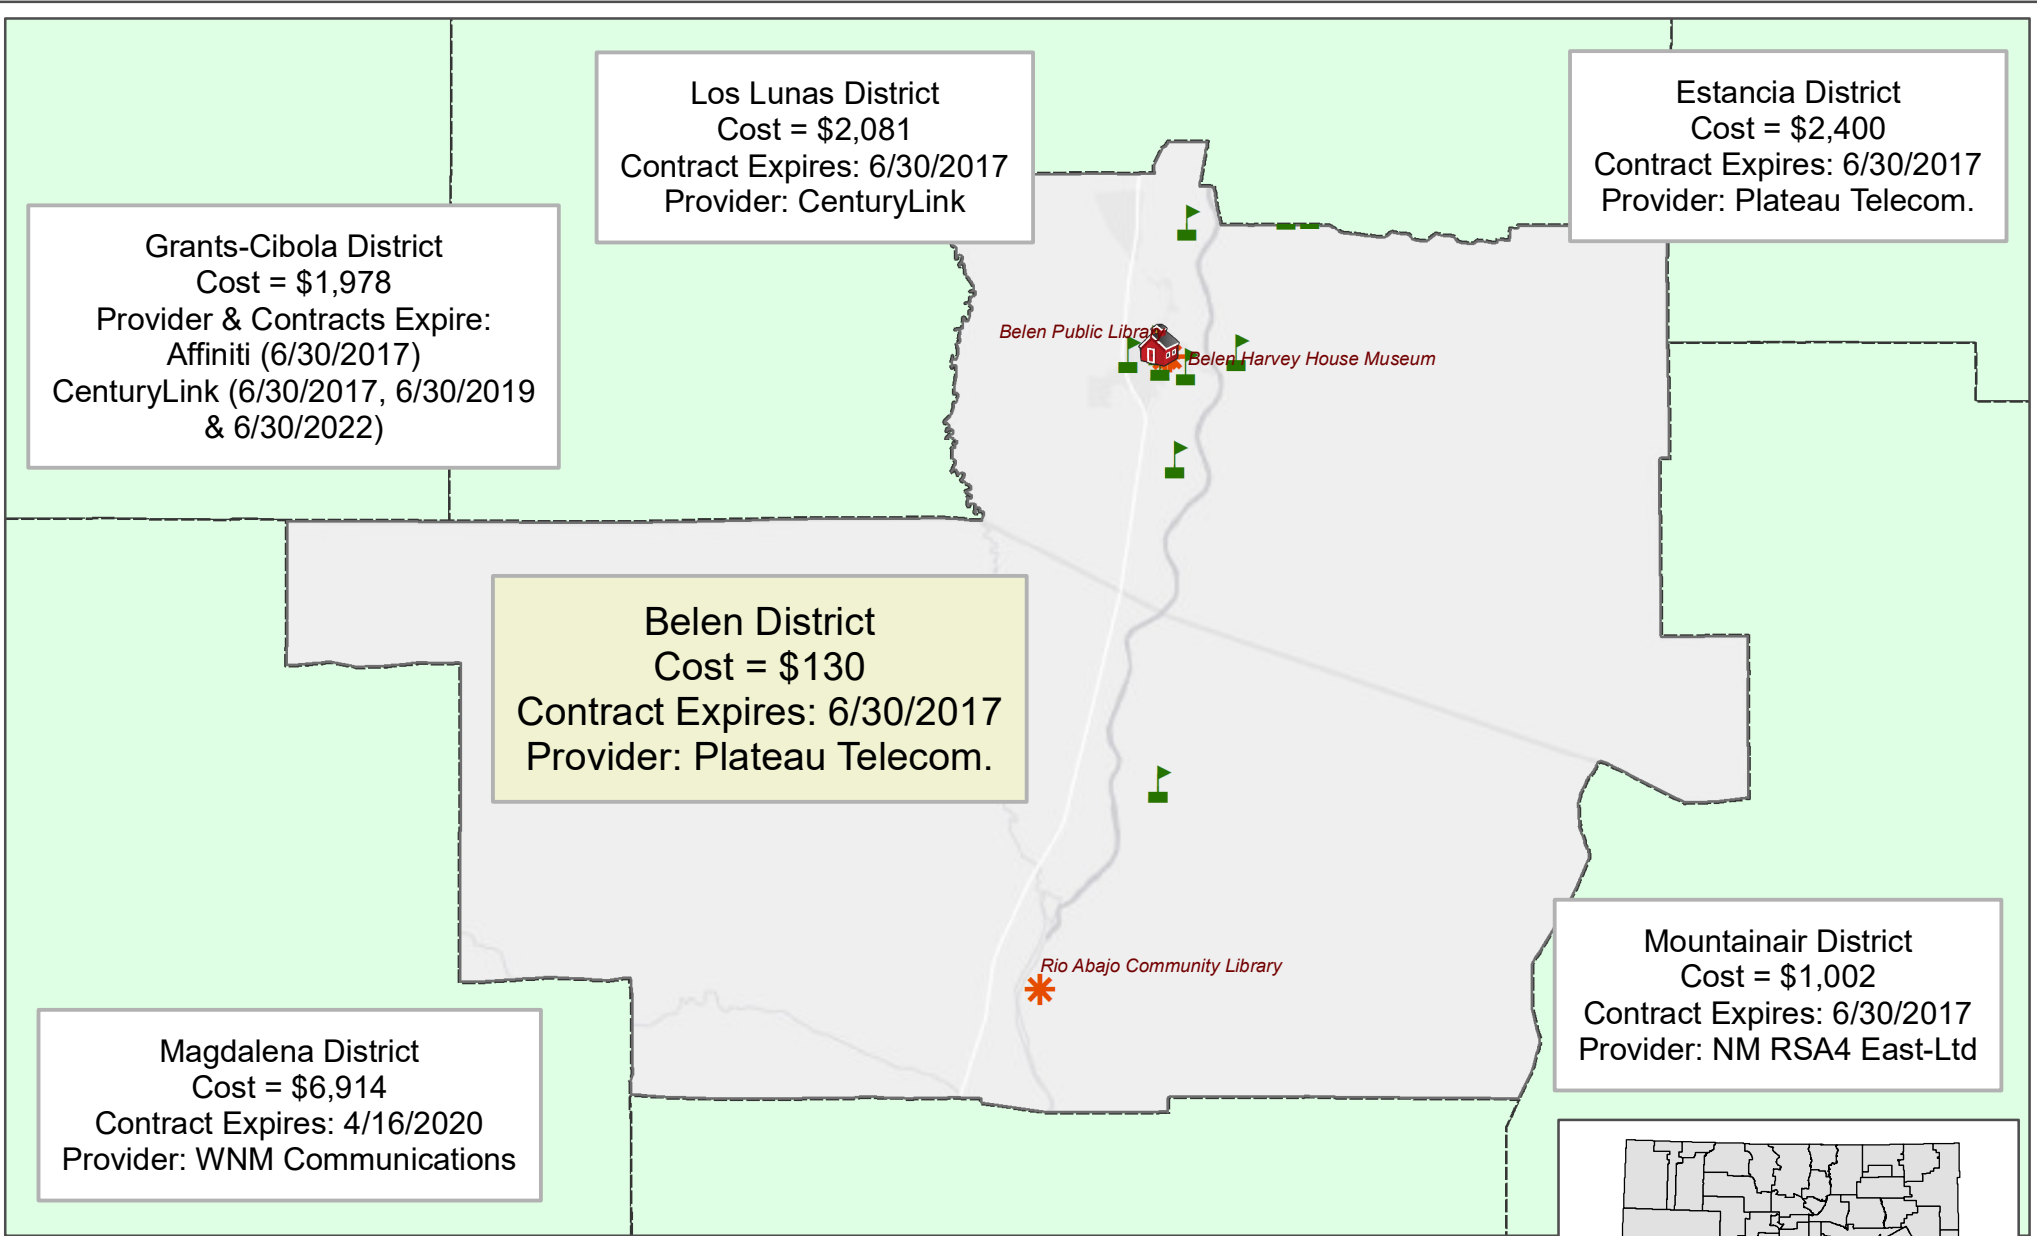 Los Lunas District
Cost = $2,081
Contract Expires: 6/30/2017
Provider: CenturyLink
Estancia District
Cost = $2,400
Contract Expires: 6/30/2017
Provider: Plateau Telecom.
Grants-Cibola District
Cost = $1,978
Provider & Contracts Expire:
Affiniti (6/30/2017)
CenturyLink (6/30/2017, 6/30/2019
& 6/30/2022)
Belen Public Library
Belen Harvey House Museum
Belen District
Cost = $130
Contract Expires: 6/30/2017
Provider: Plateau Telecom.
Rio Abajo Community Library
Mountainair District
Cost = $1,002
Contract Expires: 6/30/2017
Provider: NM RSA4 East-Ltd
Magdalena District
Cost = $6,914
Contract Expires: 4/16/2020
Provider: WNM Communications